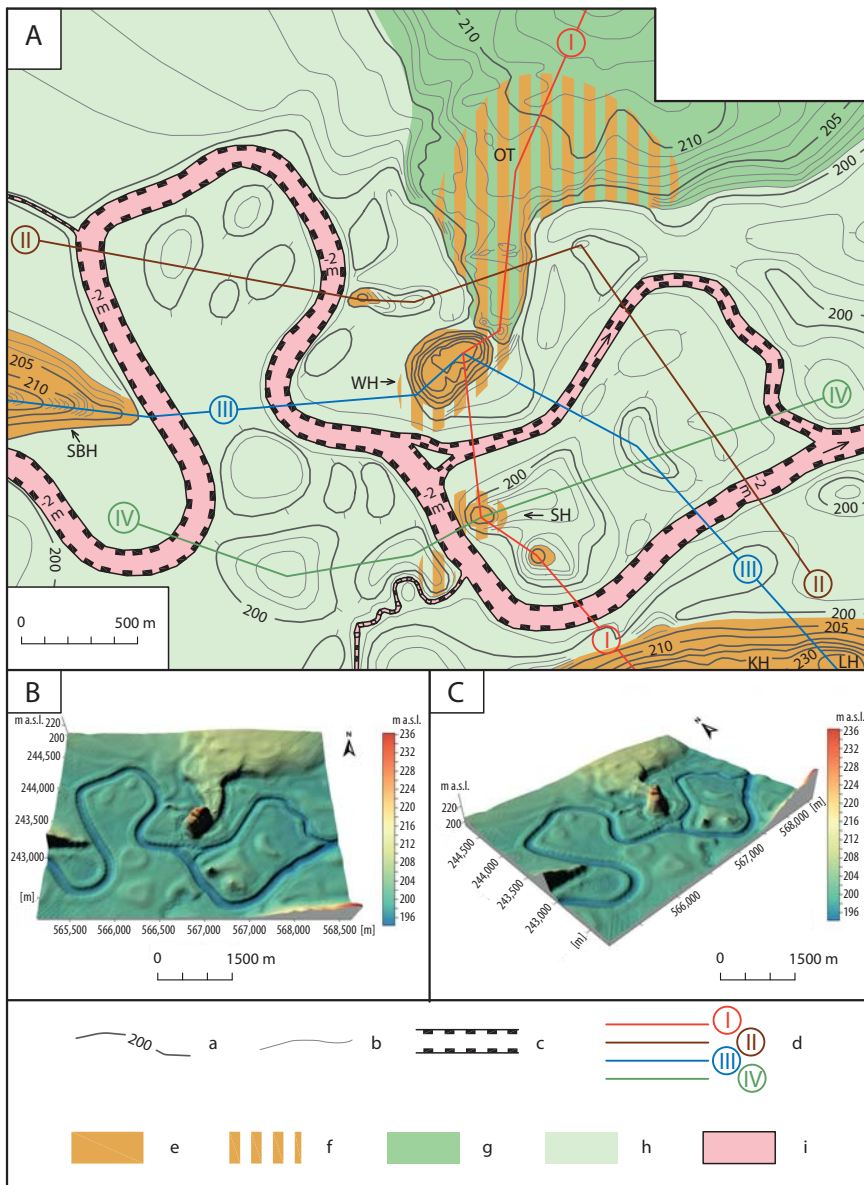 A
I
210
OT
210
205
200
II
-2 m
-2 m
200
205
210
III
WH
SBH
IV
IV
200
-2 m
-2 m
SH
-2 m
200
200
200
II
III
I
200
205
210
230
KH
LH
0 500 m
B
m a.s.l.
220
200
244,500
244,000
243,500
243,000
[m]
565,500 566,000 566,500 567,000 567,000 568,000 568,500 [m]
N
m a.s.l.
236
232
228
224
220
216
212
208
204
200
196
0 1500 m
C
N
m a.s.l.
220
200
244,500
244,000
243,500
243,000
[m]
566,000
567,000
568,000 [m]
m a.s.l.
236
232
228
224
220
216
212
208
204
200
196
0 1500 m
200 a
b
c
I
II
III
IV
d
e
f
g
h
i